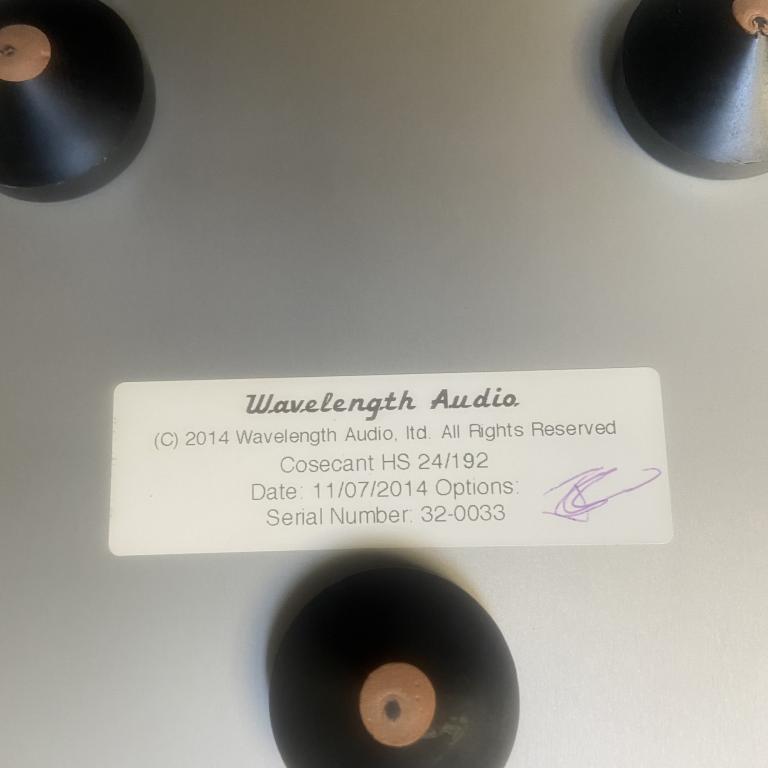 Wavelength Audio
(C) 2014 Wavelength Audio, ltd. All Rights Reserved
Cosecant HS 24/192
Date: 11/07/2014 Options:
Serial Number: 32-0033